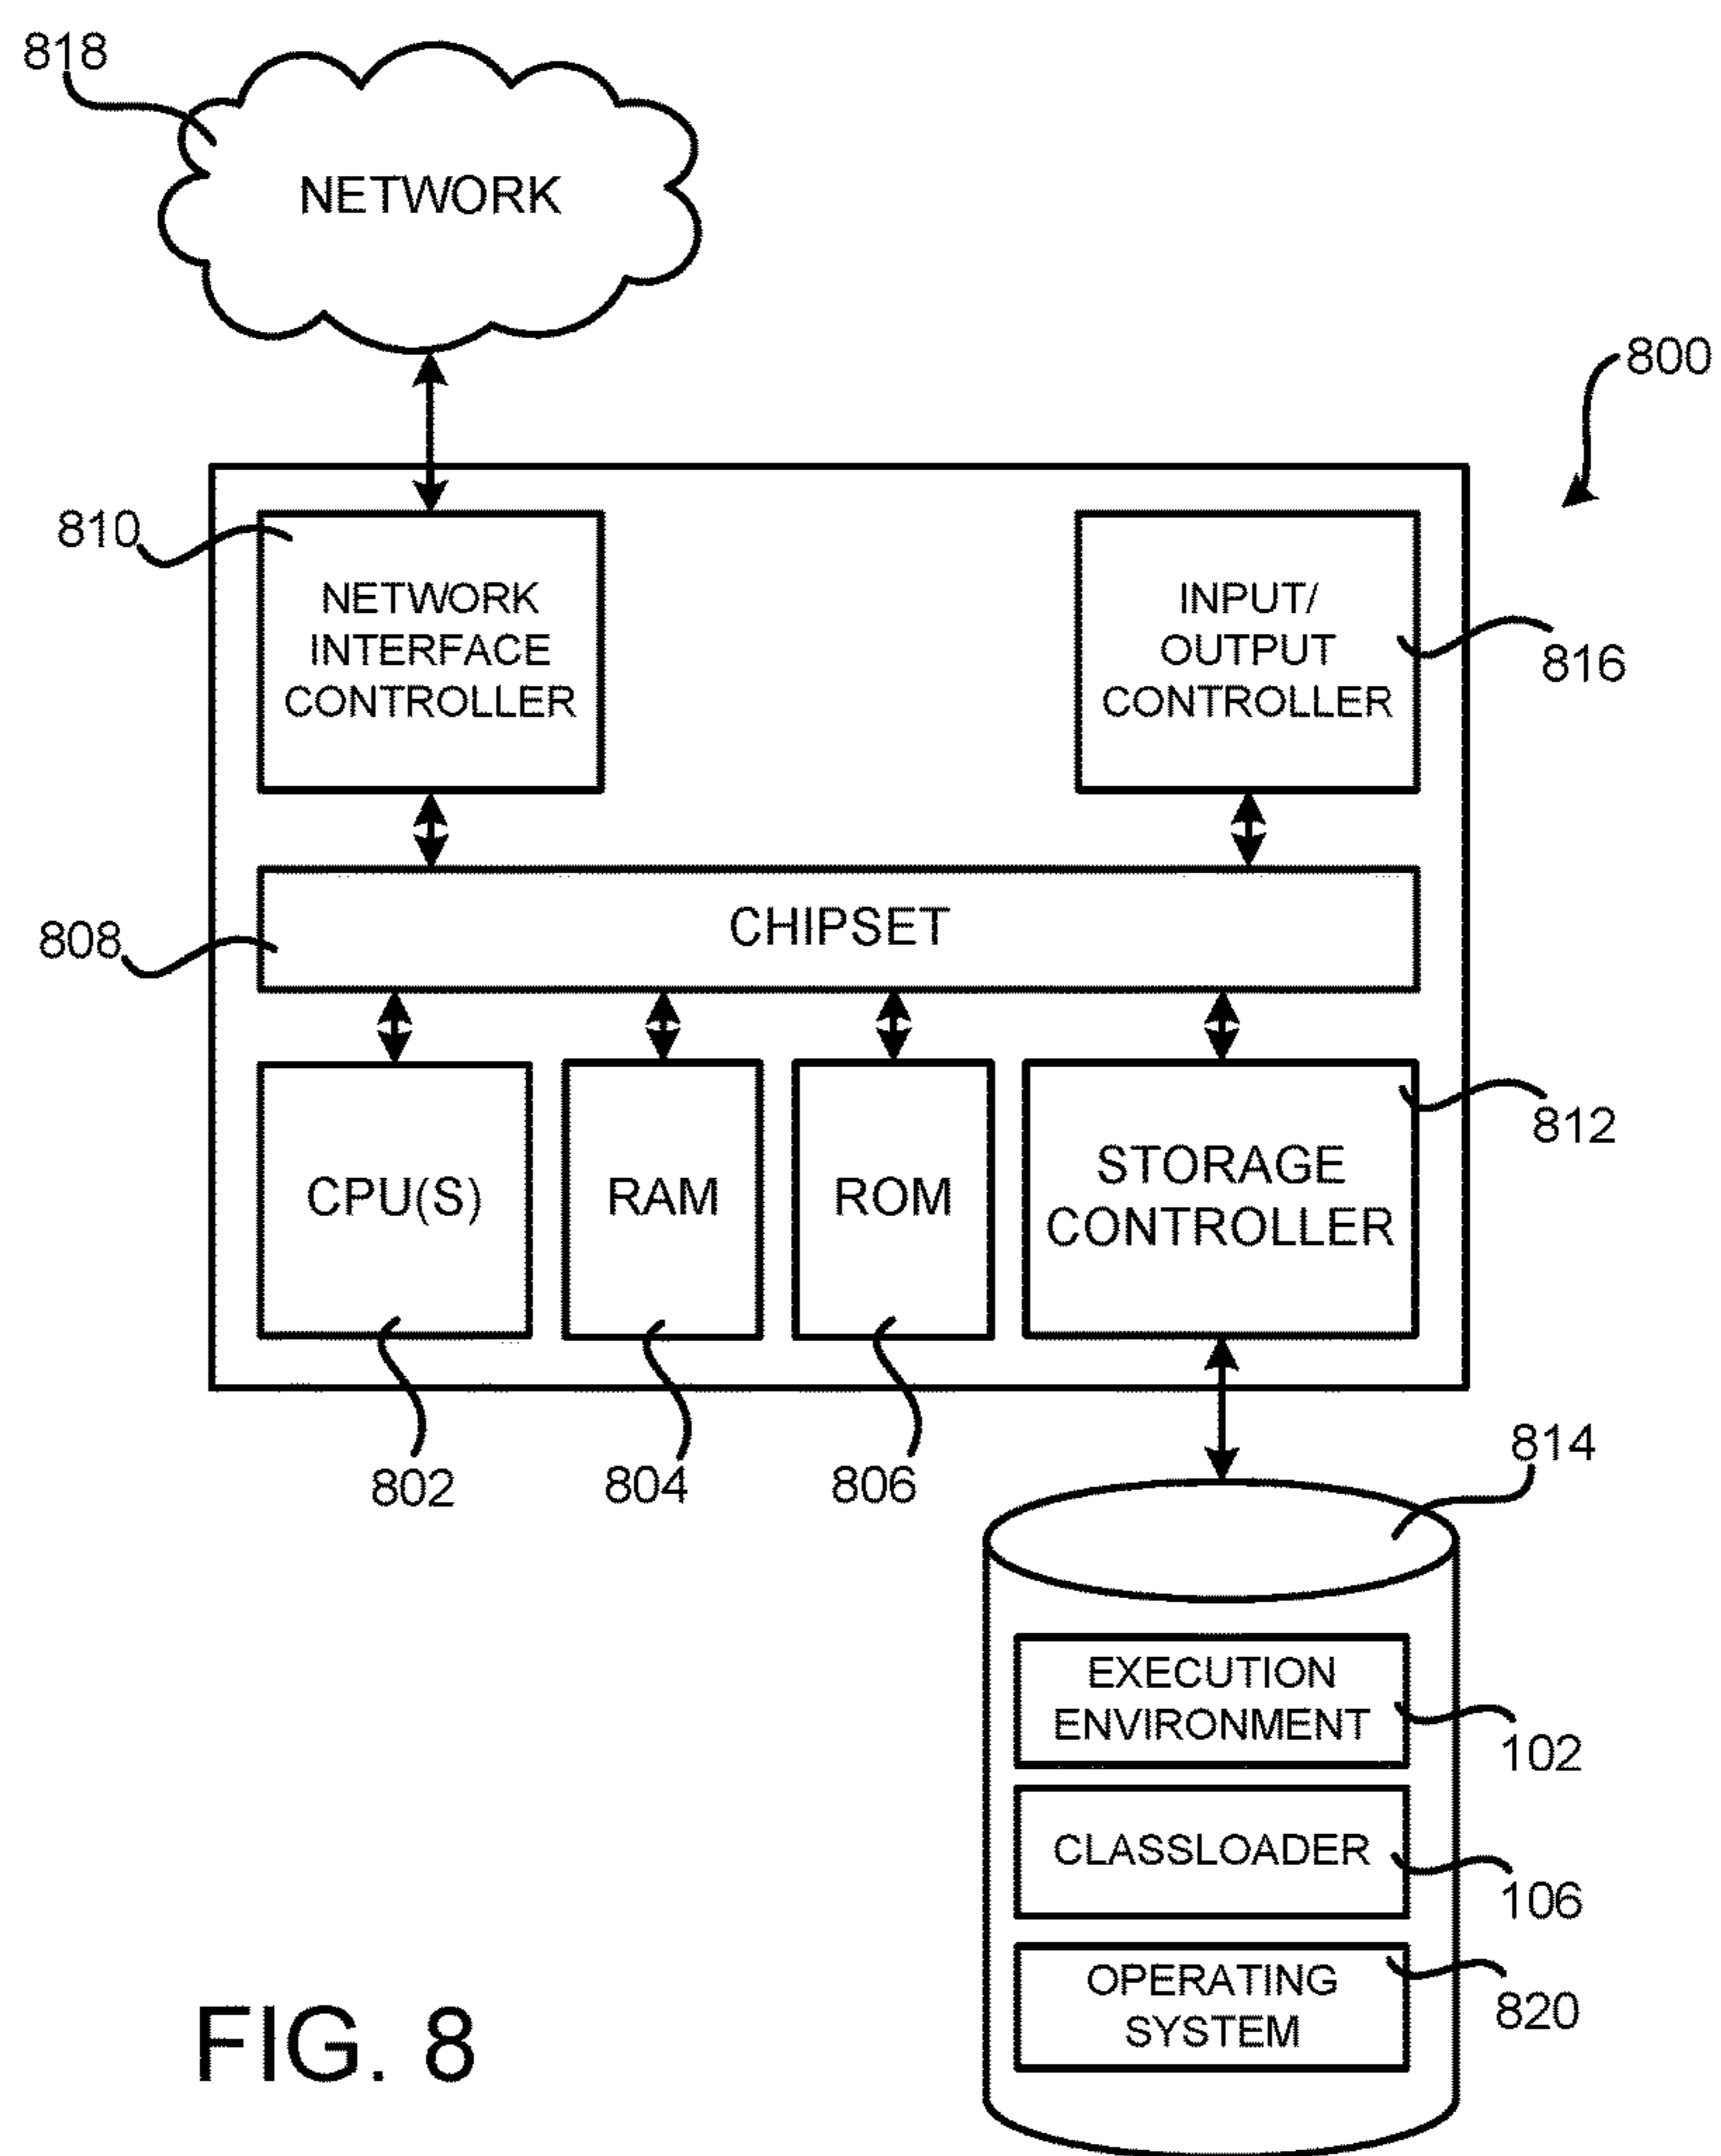 818
NETWORK
800
810
NETWORK
INTERFACE
CONTROLLER
INPUT/
OUTPUT
CONTROLLER
816
808
CHIPSET
CPU(S)
RAM
ROM
STORAGE
CONTROLLER
812
802
804
806
814
EXECUTION
ENVIRONMENT
102
CLASSLOADER
106
OPERATING
SYSTEM
820
FIG. 8